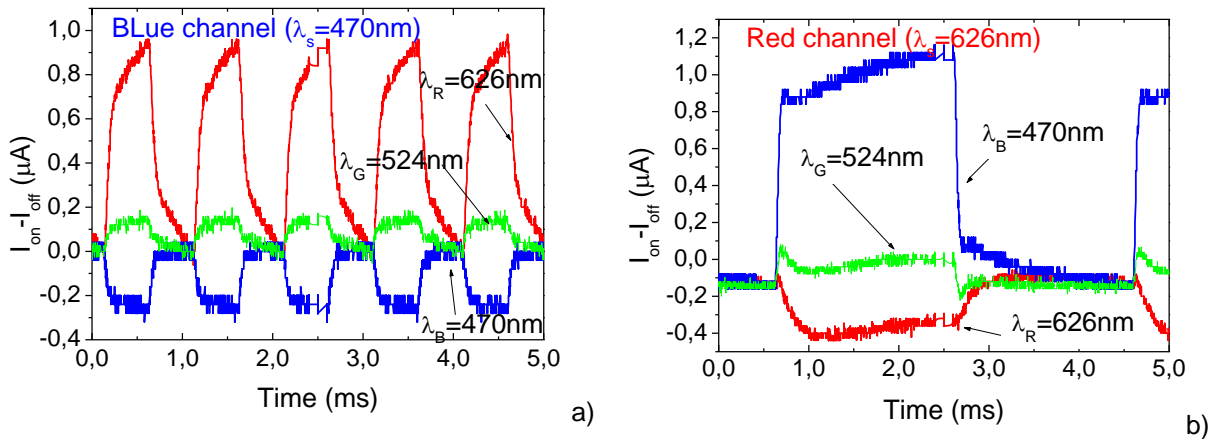 BLue channel (λs=470nm)
1,0
0,8
0,6
0,4
0,2
0,0
-0,2
-0,4
Ion-Ioff (μA)
λR=626nm
λG=524nm
λB=470nm
0,0 1,0 2,0 3,0 4,0 5,0
Time (ms)
a)
Red channel (λs=626nm)
1,2
1,0
0,8
0,6
0,4
0,2
0,0
-0,2
-0,4
Ion-Ioff (μA)
λB=470nm
λG=524nm
λR=626nm
0,0 1,0 2,0 3,0 4,0 5,0
Time (ms)
b)